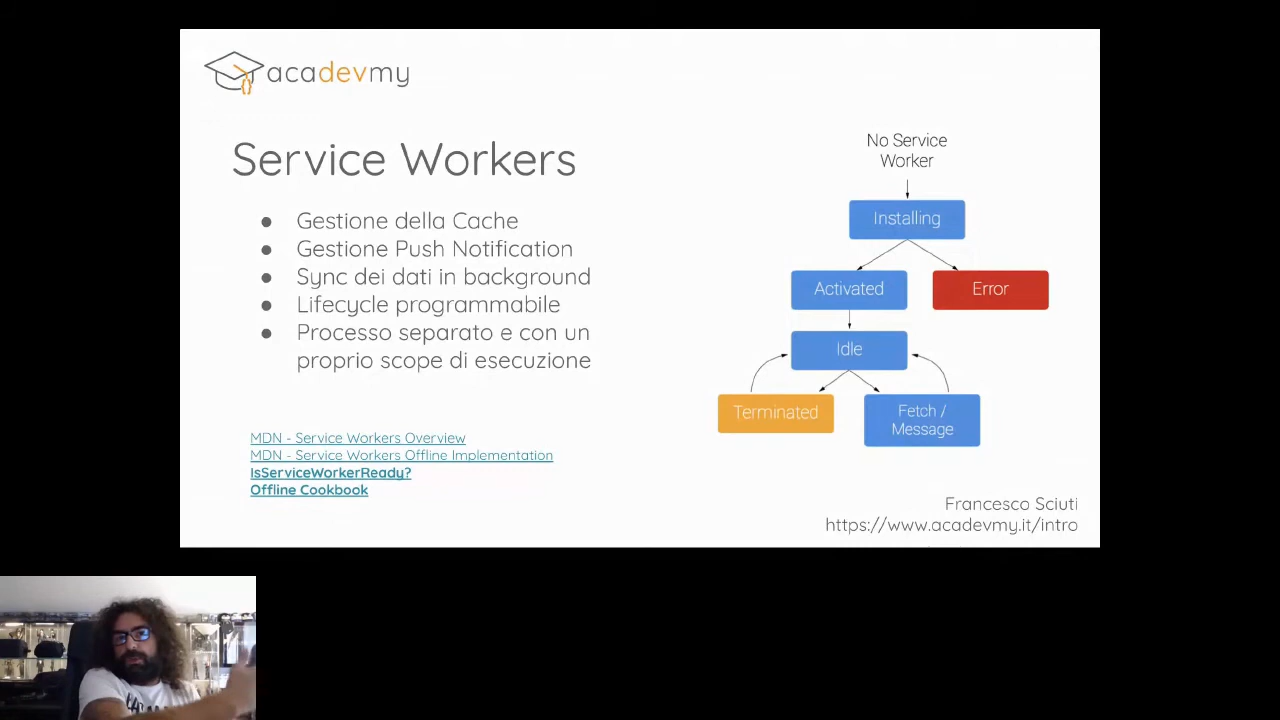 acadevmy
Service Workers
● Gestione della Cache
● Gestione Push Notification
● Sync dei dati in background
● Lifecycle programmabile
● Processo separato e con un
proprio scope di esecuzione
MDN - Service Workers Overview
MDN - Service Workers Offline Implementation
IsServiceWorkerReady?
Offline Cookbook
No Service
Worker
Installing
Activated
Error
Idle
Terminated
Fetch /
Message
Francesco Sciuti
https://www.acadevmy.it/intro